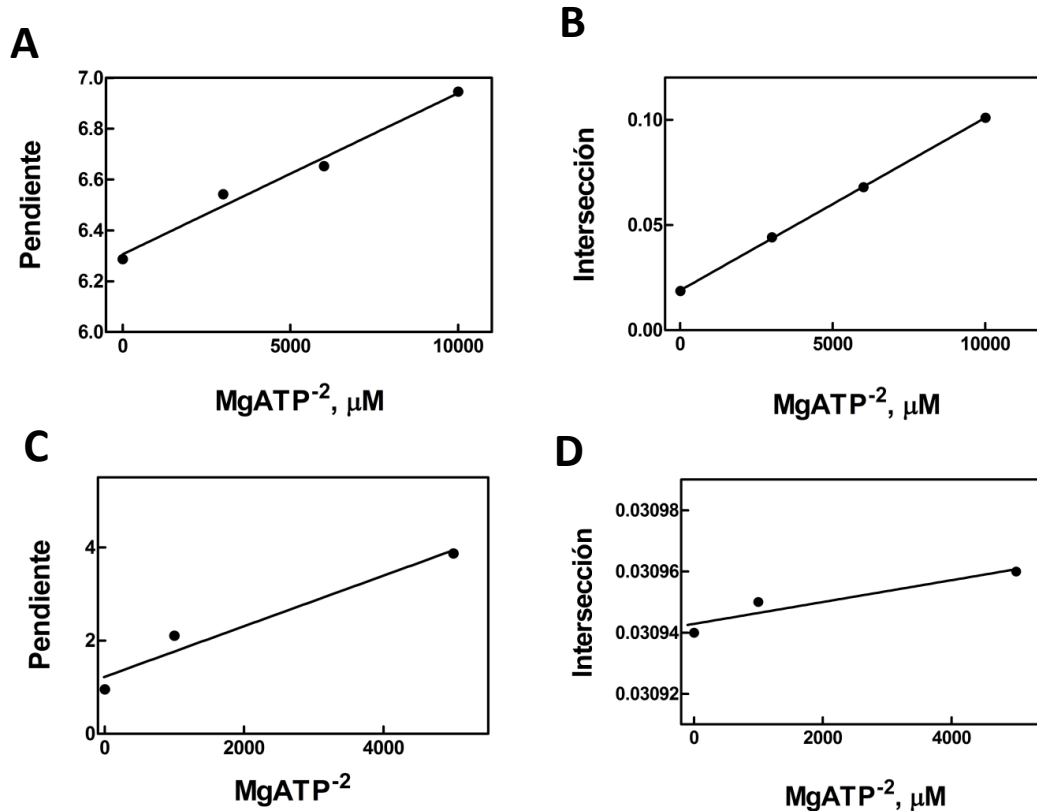 A
Pendiente
7.0
6.8
6.6
6.4
6.2
6.0
0 5000 10000
MgATP⁻², μM
B
Intersección
0.10
0.05
0.00
0 5000 10000
MgATP⁻², μM
C
Pendiente
4
2
0
0 2000 4000
MgATP⁻²
D
Intersección
0.03098
0.03096
0.03094
0.03092
0 2000 4000
MgATP⁻², μM